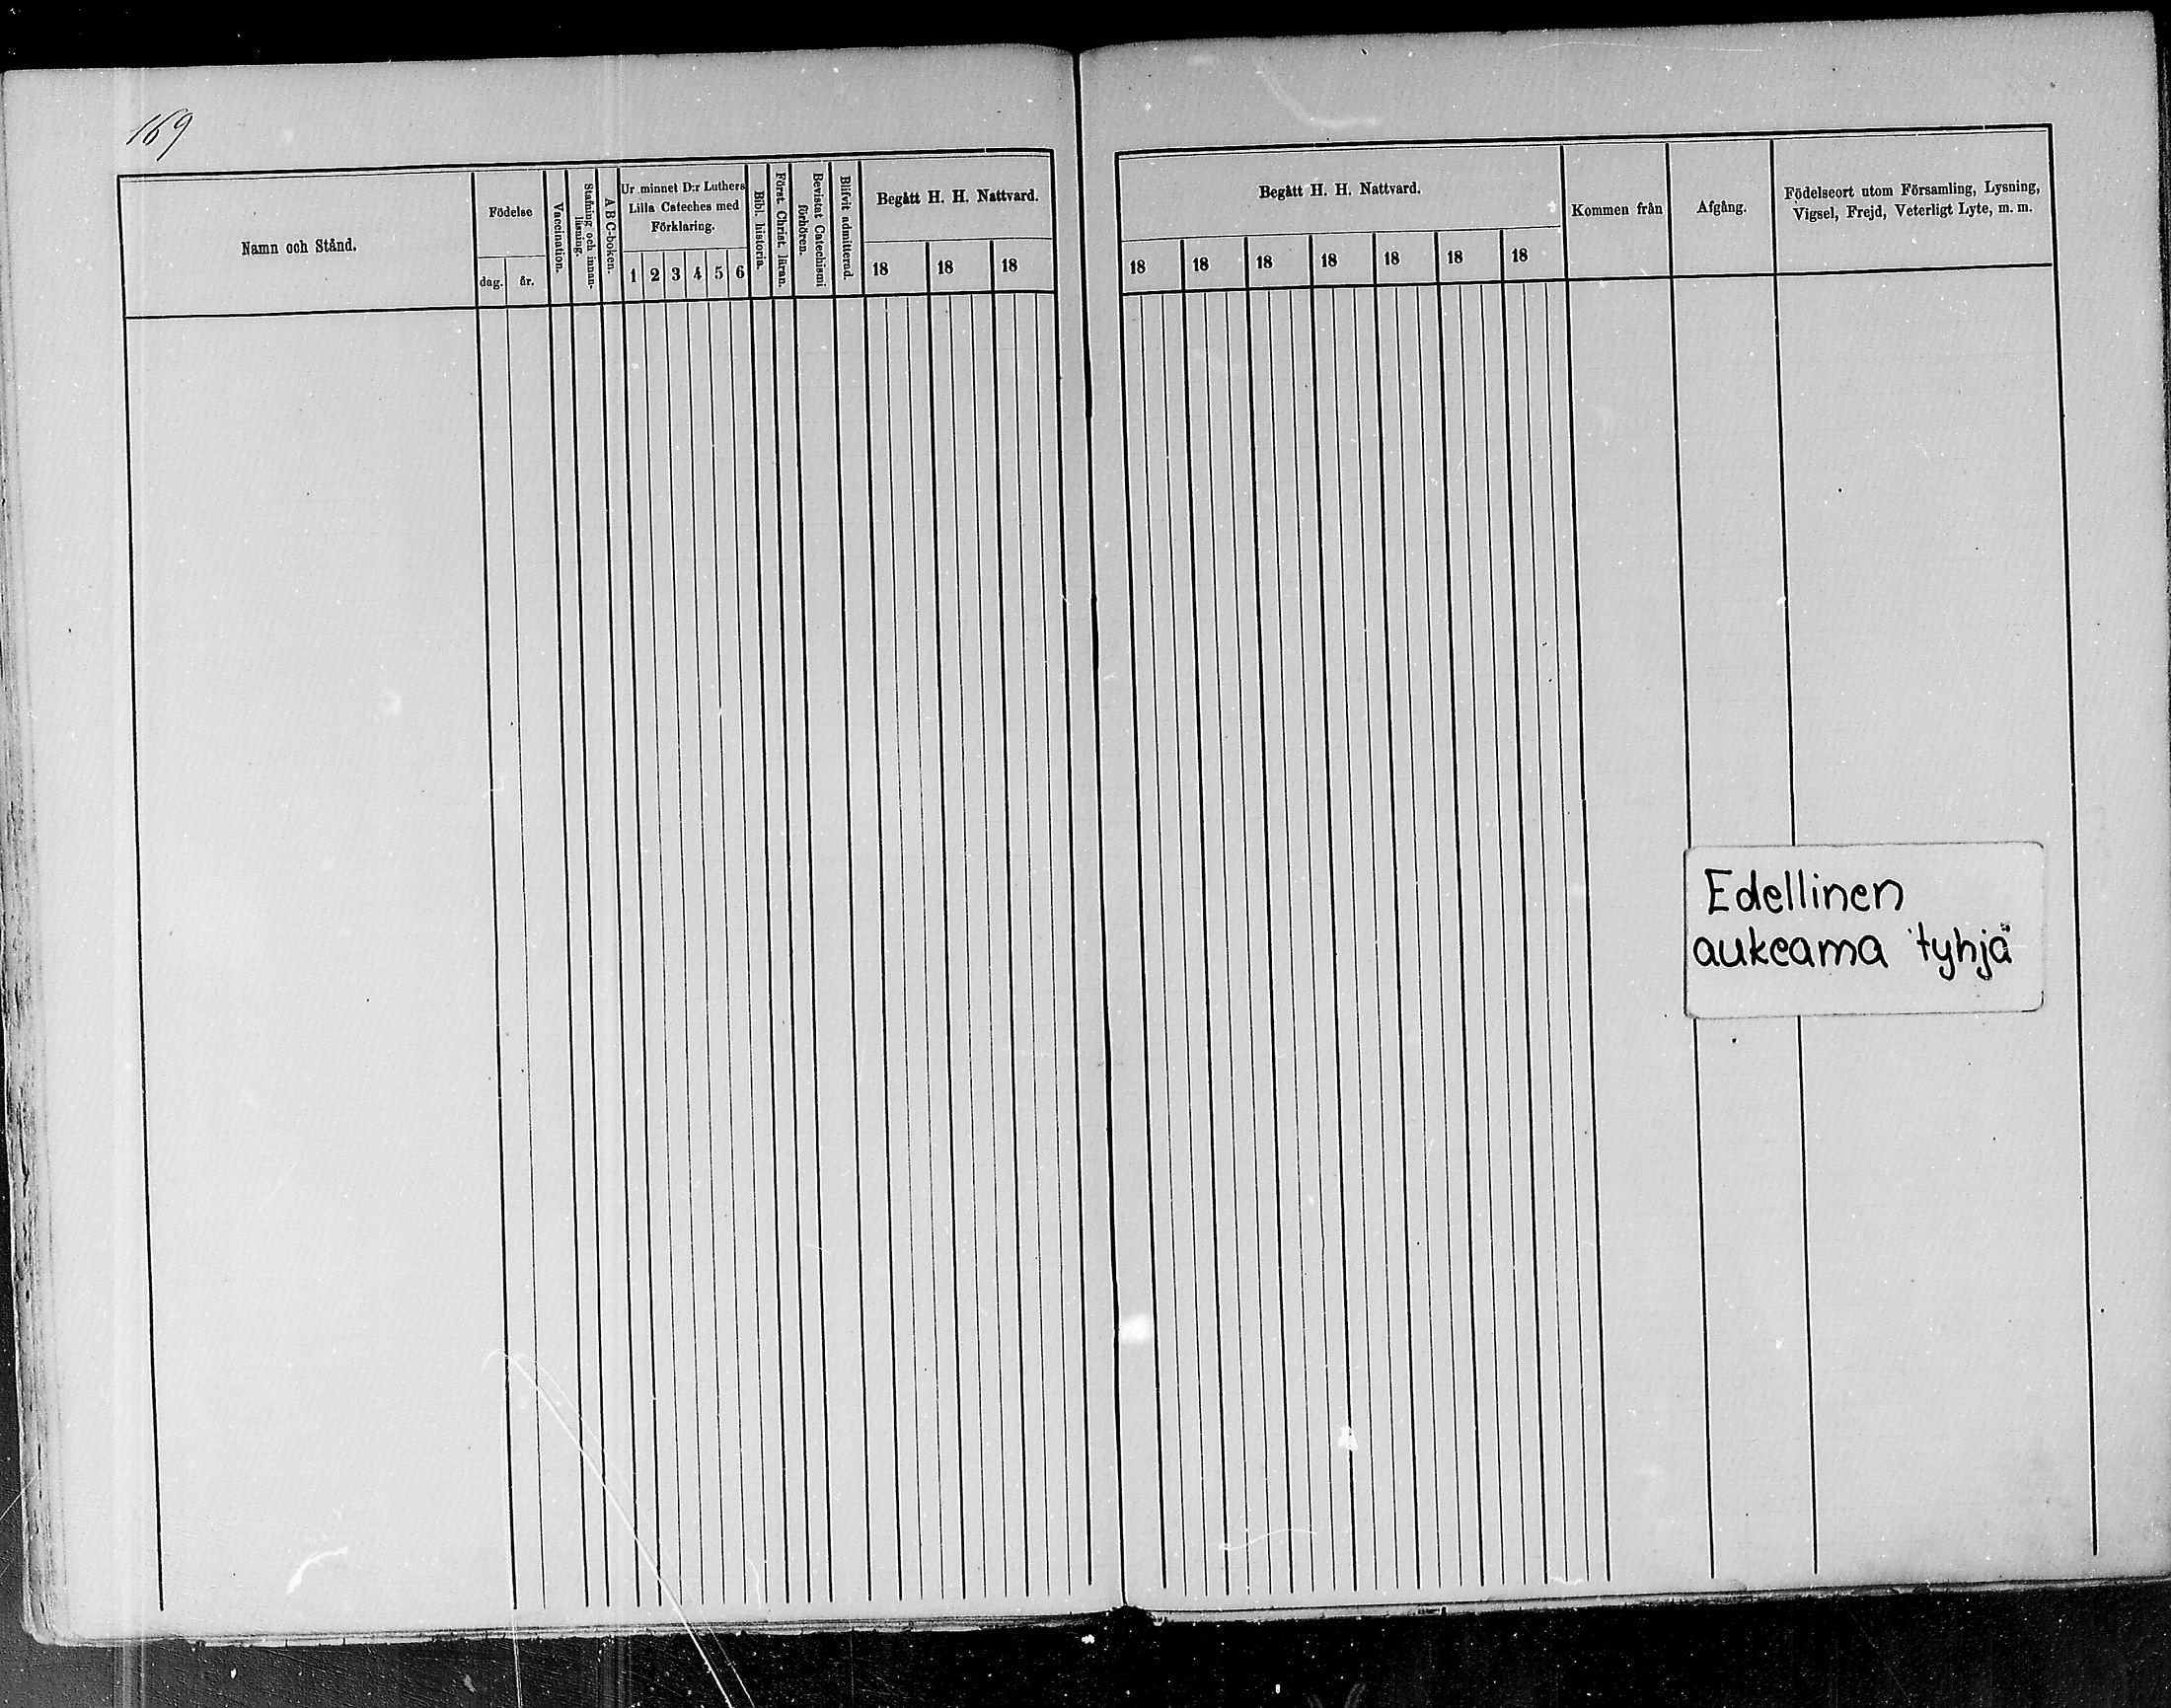 169
Namn och Stånd.
Födelse
dag.
år.
Vaccination.
Stafning och innan-
läsning.
A B C-boken.
Ur minnet D:r Luthers
Lilla Cateches med
Förklaring.
1 2 3 4 5 6
Bibl. historia.
Först. Christ. läran.
Bevistat Catechismi
förhören.
Blifvit admitterad.
Begått H. H. Nattvard.
18 18 18
Begått H. H. Nattvard.
18 18 18 18 18 18 18
Kommen från
Afgång.
Födelseort utom Församling, Lysning,
Vigsel, Frejd, Veterligt Lyte, m. m.
Edellinen
aukeama tyhjä